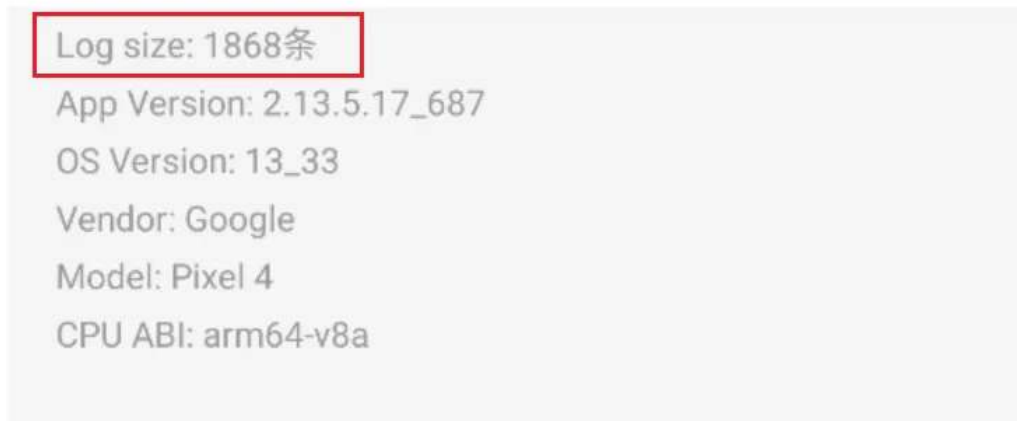 Log size: 1868条
App Version: 2.13.5.17_687
OS Version: 13_33
Vendor: Google
Model: Pixel 4
CPU ABI: arm64-v8a